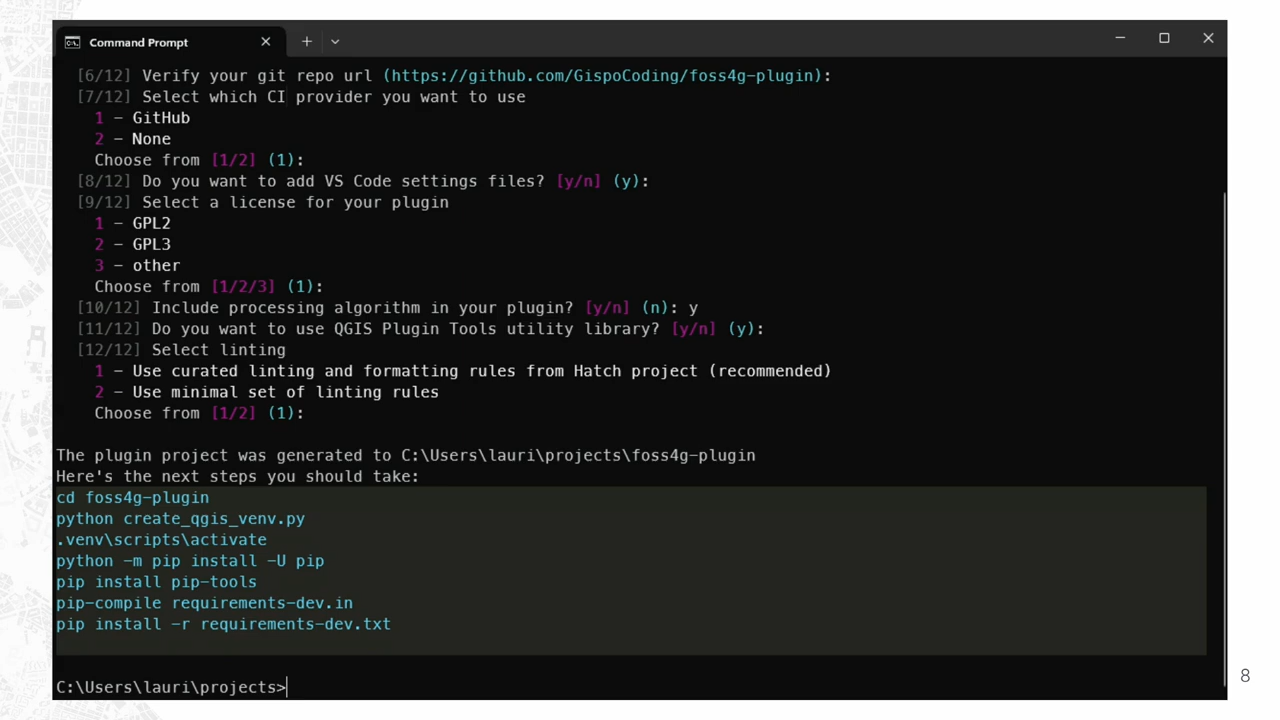 Command Prompt
[6/12] Verify your git repo url (https://github.com/GispoCoding/foss4g-plugin):
[7/12] Select which CI provider you want to use
1 - GitHub
2 - None
Choose from [1/2] (1):
[8/12] Do you want to add VS Code settings files? [y/n] (y):
[9/12] Select a license for your plugin
1 - GPL2
2 - GPL3
3 - other
Choose from [1/2/3] (1):
[10/12] Include processing algorithm in your plugin? [y/n] (n): y
[11/12] Do you want to use QGIS Plugin Tools utility library? [y/n] (y):
[12/12] Select linting
1 - Use curated linting and formatting rules from Hatch project (recommended)
2 - Use minimal set of linting rules
Choose from [1/2] (1):
The plugin project was generated to C:\Users\lauri\projects\foss4g-plugin
Here's the next steps you should take:
cd foss4g-plugin
python create_qgis_venv.py
.venv\scripts\activate
python -m pip install -U pip
pip install pip-tools
pip-compile requirements-dev.in
pip install -r requirements-dev.txt
C:\Users\lauri\projects>
8